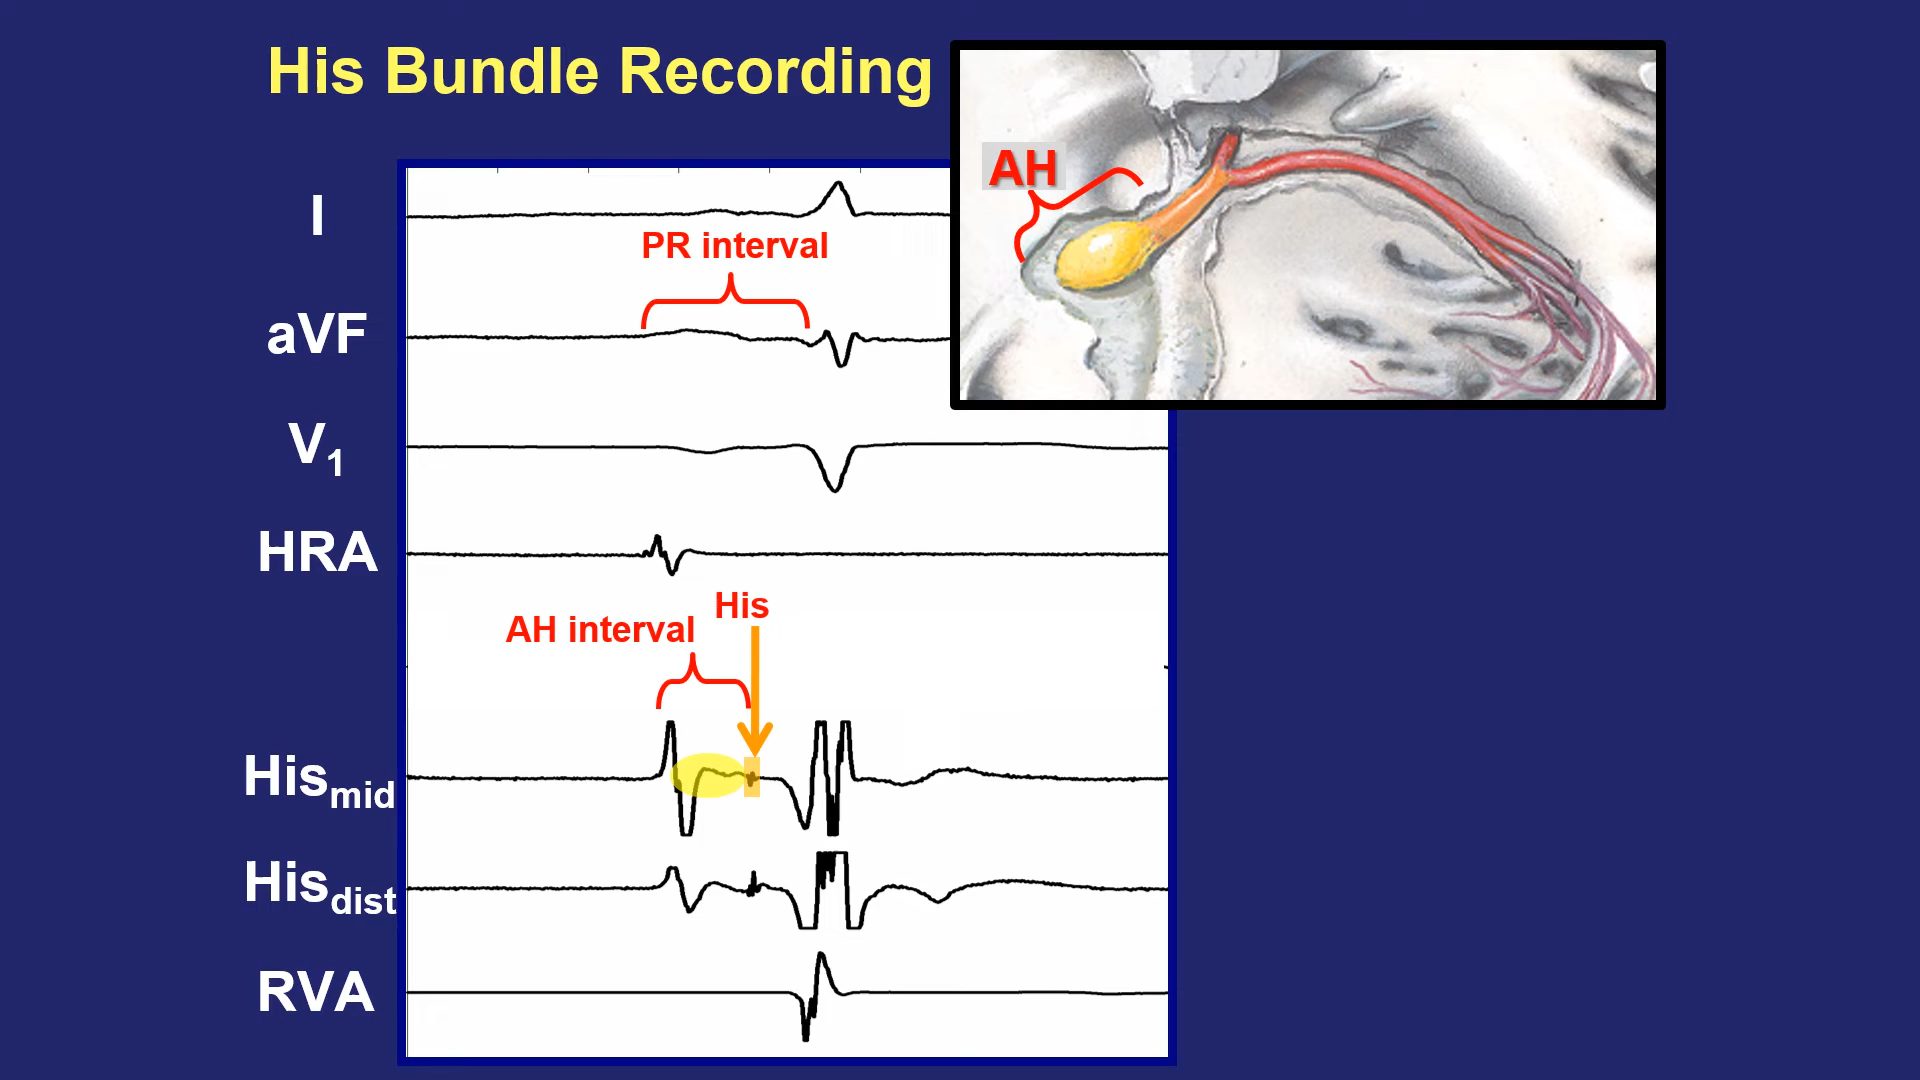 His Bundle Recording
AH
I
PR interval
aVF
V1
HRA
His
AH interval
Hismid
Hisdist
RVA